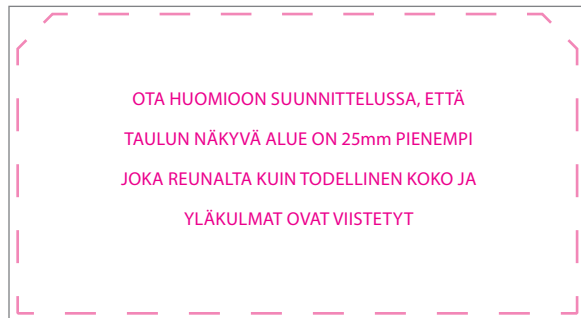 OTA HUOMIOON SUUNNITTELUSSA, ETTÄ
TAULUN NÄKYVÄ ALUE ON 25mm PIENEMPI
JOKA REUNALTA KUIN TODELLINEN KOKO JA
YLÄKULMAT OVAT VIISTETYT